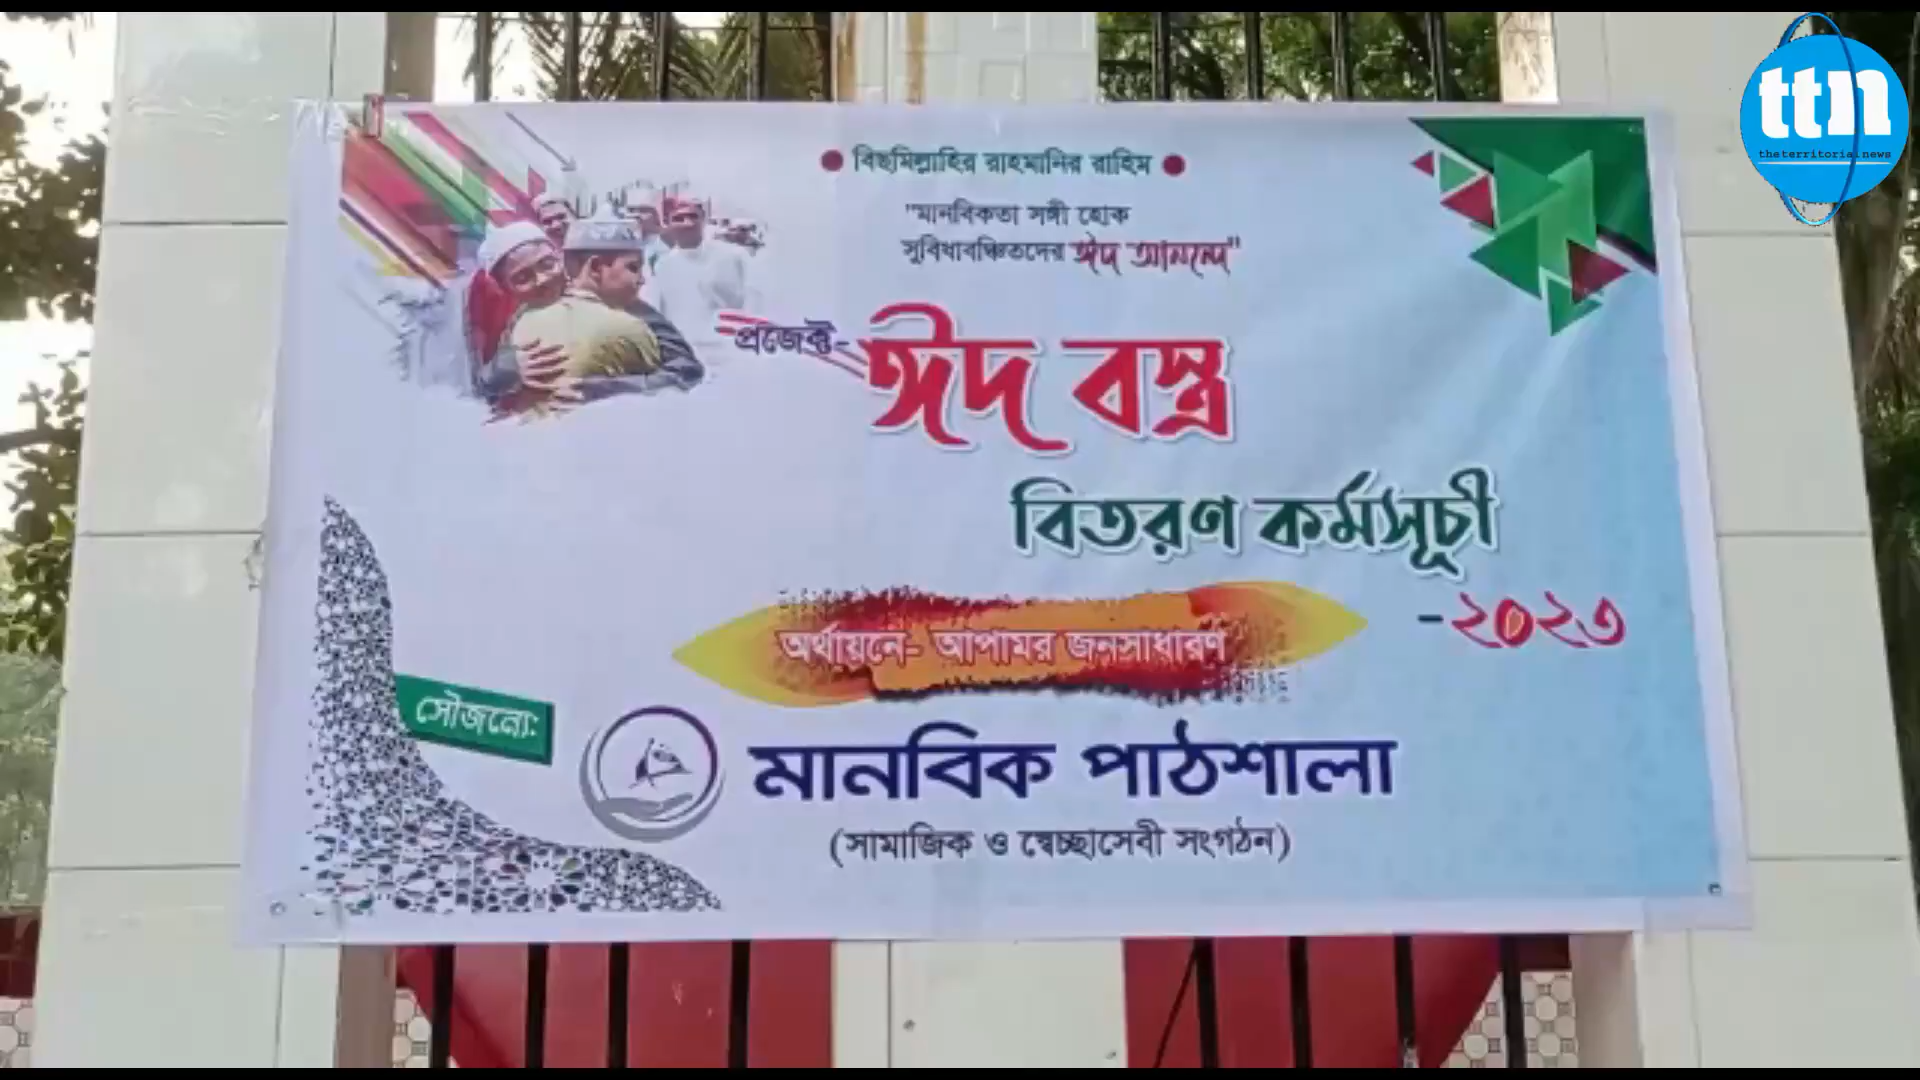 বিছমিল্লাহির রাহমানির রাহিম
"মানবিকতা সঙ্গী হোক
সুবিধাবঞ্চিতদের ঈদ আনন্দে"
প্রজেক্ট- ঈদ বস্ত্র
বিতরণ কর্মসূচী
-২০২৩
অর্থায়নে- আপামর জনসাধারণ
সৌজন্যে:
মানবিক পাঠশালা
(সামাজিক ও স্বেচ্ছাসেবী সংগঠন)
ttn
theterritorialnews